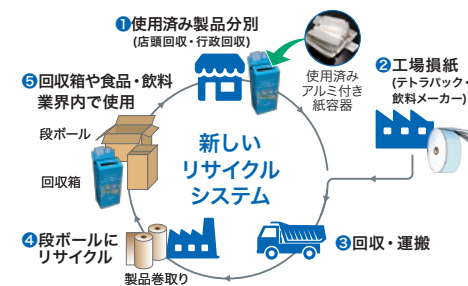 ❶使用済み製品分別
(店頭回収・行政回収)
使用済み
アルミ付き
紙容器
❷工場損紙
(テトラパック・
飲料メーカー)
❺回収箱や食品・飲料
業界内で使用
段ボール
回収箱
新しい
リサイクル
システム
❸回収・運搬
❹段ボールに
リサイクル
製品巻取り